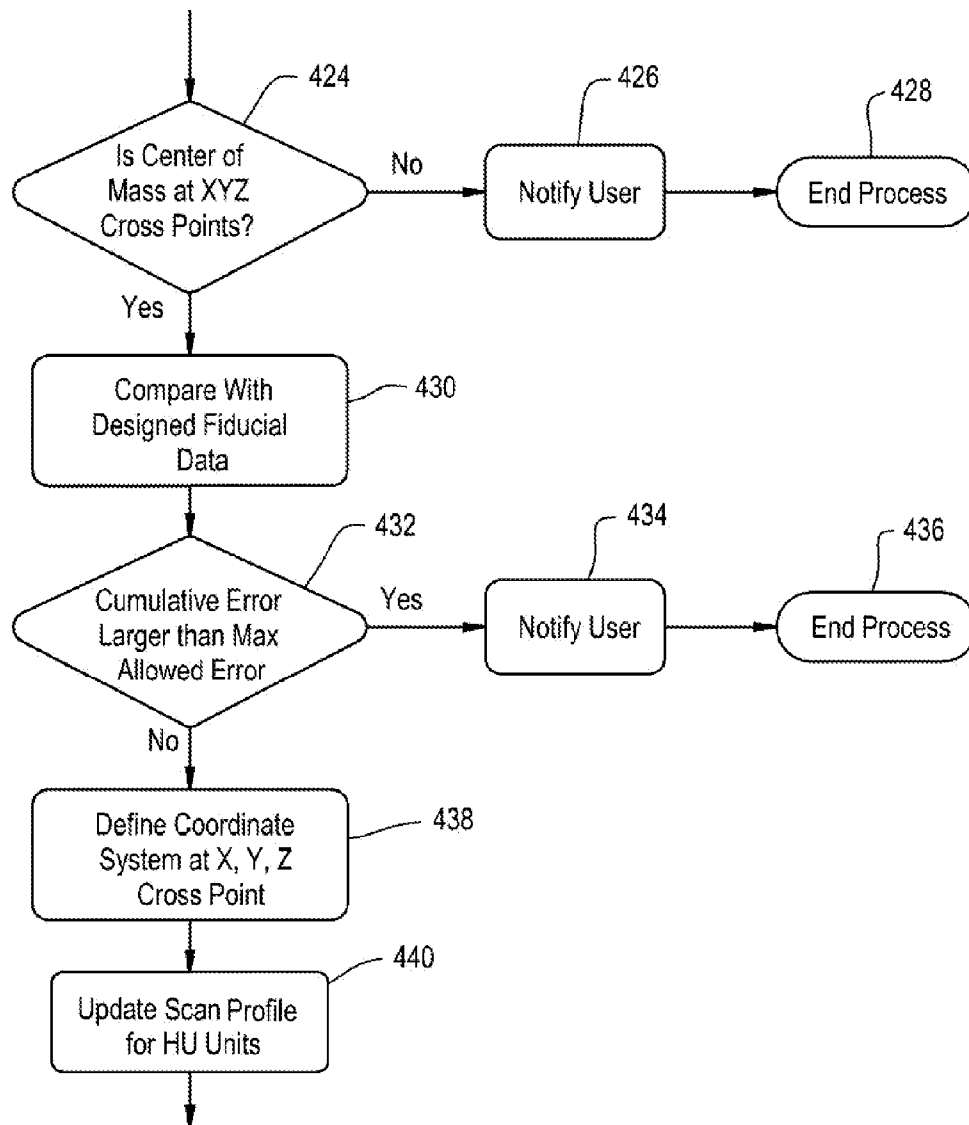 424
Is Center of
Mass at XYZ
Cross Points?
No
426
Notify User
428
End Process
Yes
Compare With
Designed Fiducial
Data
430
432
Cumulative Error
Larger than Max
Allowed Error
Yes
434
Notify User
436
End Process
No
Define Coordinate
System at X, Y, Z
Cross Point
438
440
Update Scan Profile
for HU Units